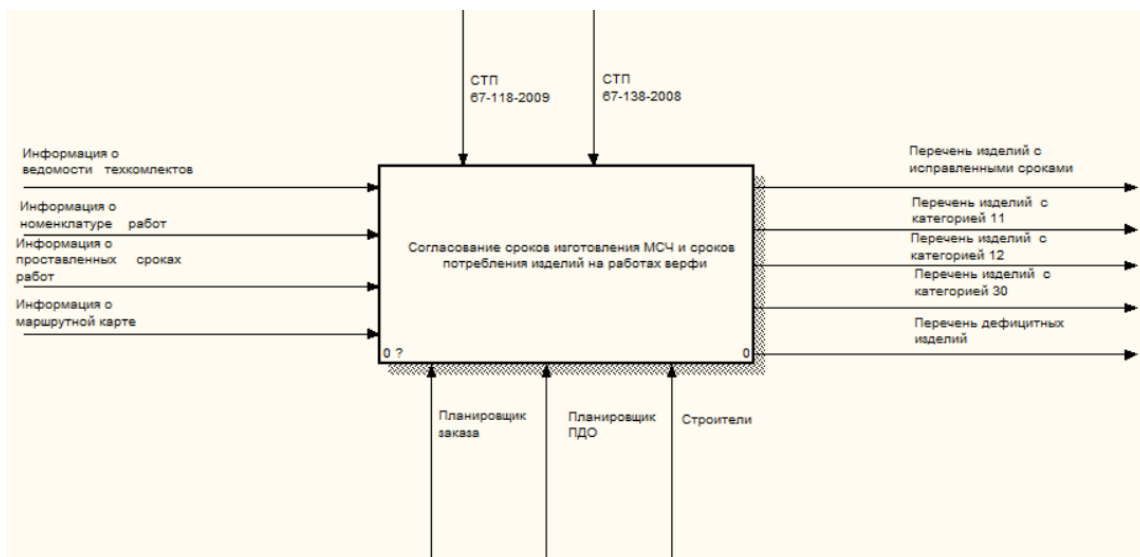 СТП
67-118-2009
СТП
67-138-2008
Информация о
ведомости техкомлектов
Информация о
номенклатуре работ
Информация о
проставленных сроках
работ
Информация о
маршрутной карте
Согласование сроков изготовления МСЧ и сроков
потребления изделий на работах верфи
0 ?
0
Перечень изделий с
исправленными сроками
Перечень изделий с
категорией 11
Перечень изделий с
категорией 12
Перечень изделий с
категорией 30
Перечень дефицитных
изделий
Планировщик
заказа
Планировщик
ПДО
Строители